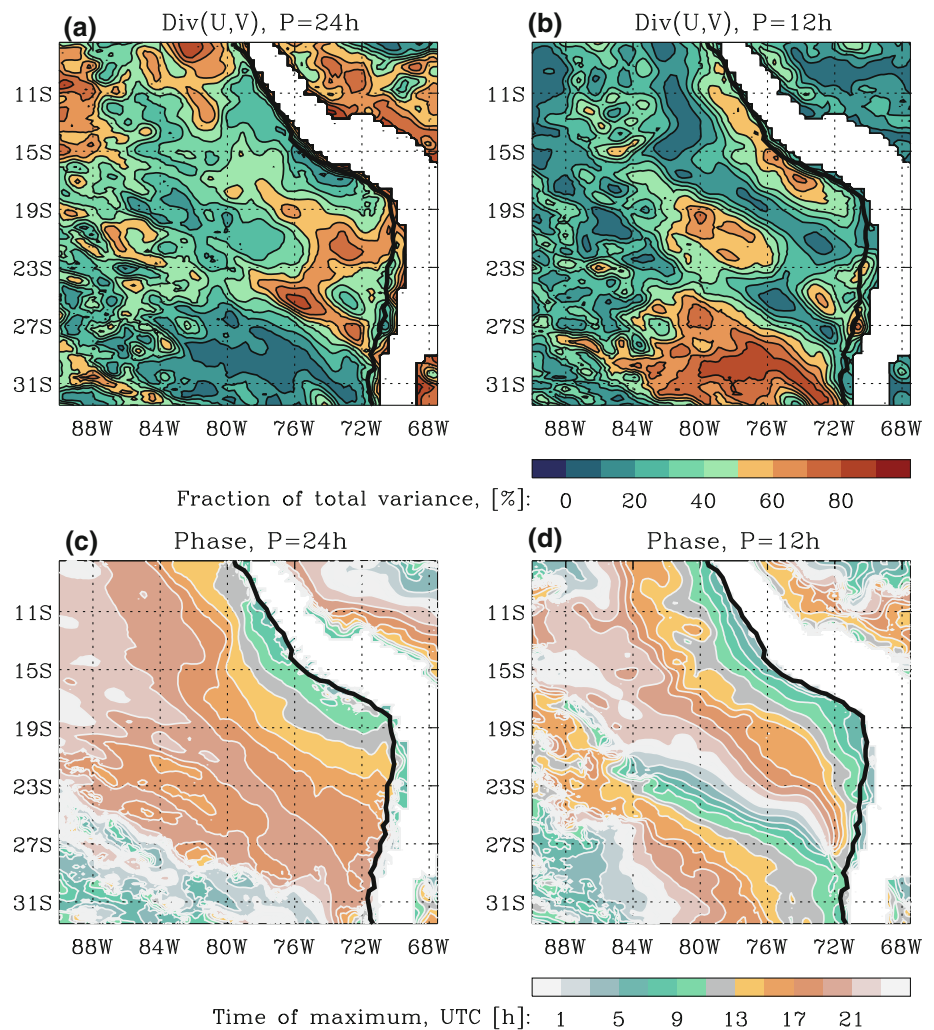 (a) Div(U,V), P=24h
(b) Div(U,V), P=12h
11S
15S
19S
23S
27S
31S
88W 84W 80W 76W 72W 68W
11S
15S
19S
23S
27S
31S
88W 84W 80W 76W 72W 68W
Fraction of total variance, [%]: 0 20 40 60 80
(c) Phase, P=24h
(d) Phase, P=12h
11S
15S
19S
23S
27S
31S
88W 84W 80W 76W 72W 68W
11S
15S
19S
23S
27S
31S
88W 84W 80W 76W 72W 68W
Time of maximum, UTC [h]: 1 5 9 13 17 21